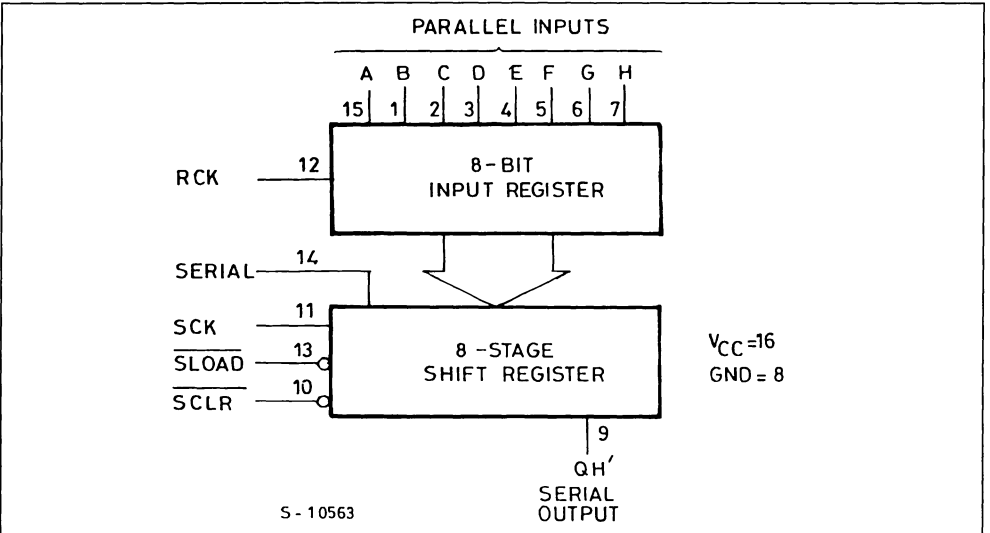 PARALLEL INPUTS
A B C D E F G H
15 1 2 3 4 5 6 7
RCK 12
8-BIT
INPUT REGISTER
SERIAL 14
SCK 11
SLOAD 13
SCLR 10
8-STAGE
SHIFT REGISTER
VCC=16
GND = 8
9
QH′
SERIAL
OUTPUT
S-10563